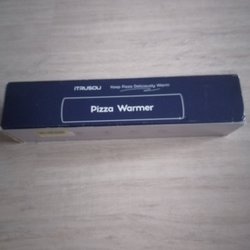 ITRUSOU Keep Pizza Deliciously Warm
Pizza Warmer